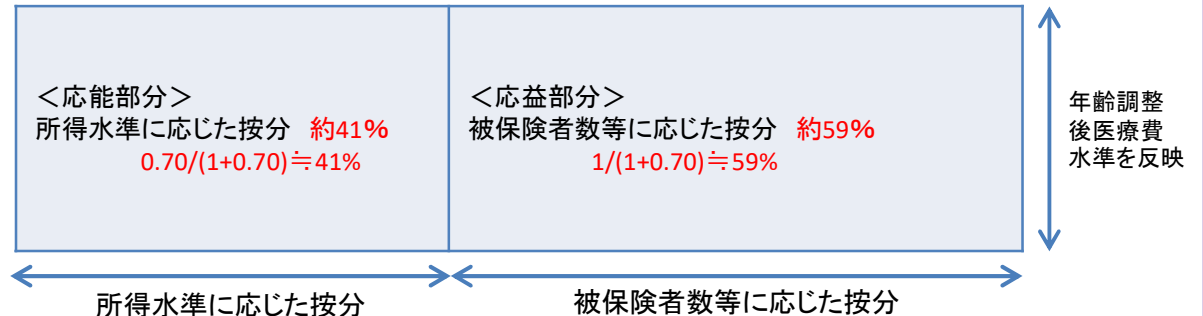 ＜応能部分＞
所得水準に応じた按分　約41%
0.70/(1+0.70)≒41%
＜応益部分＞
被保険者数等に応じた按分　約59%
1/(1+0.70)≒59%
年齢調整
後医療費
水準を反映
所得水準に応じた按分
被保険者数等に応じた按分